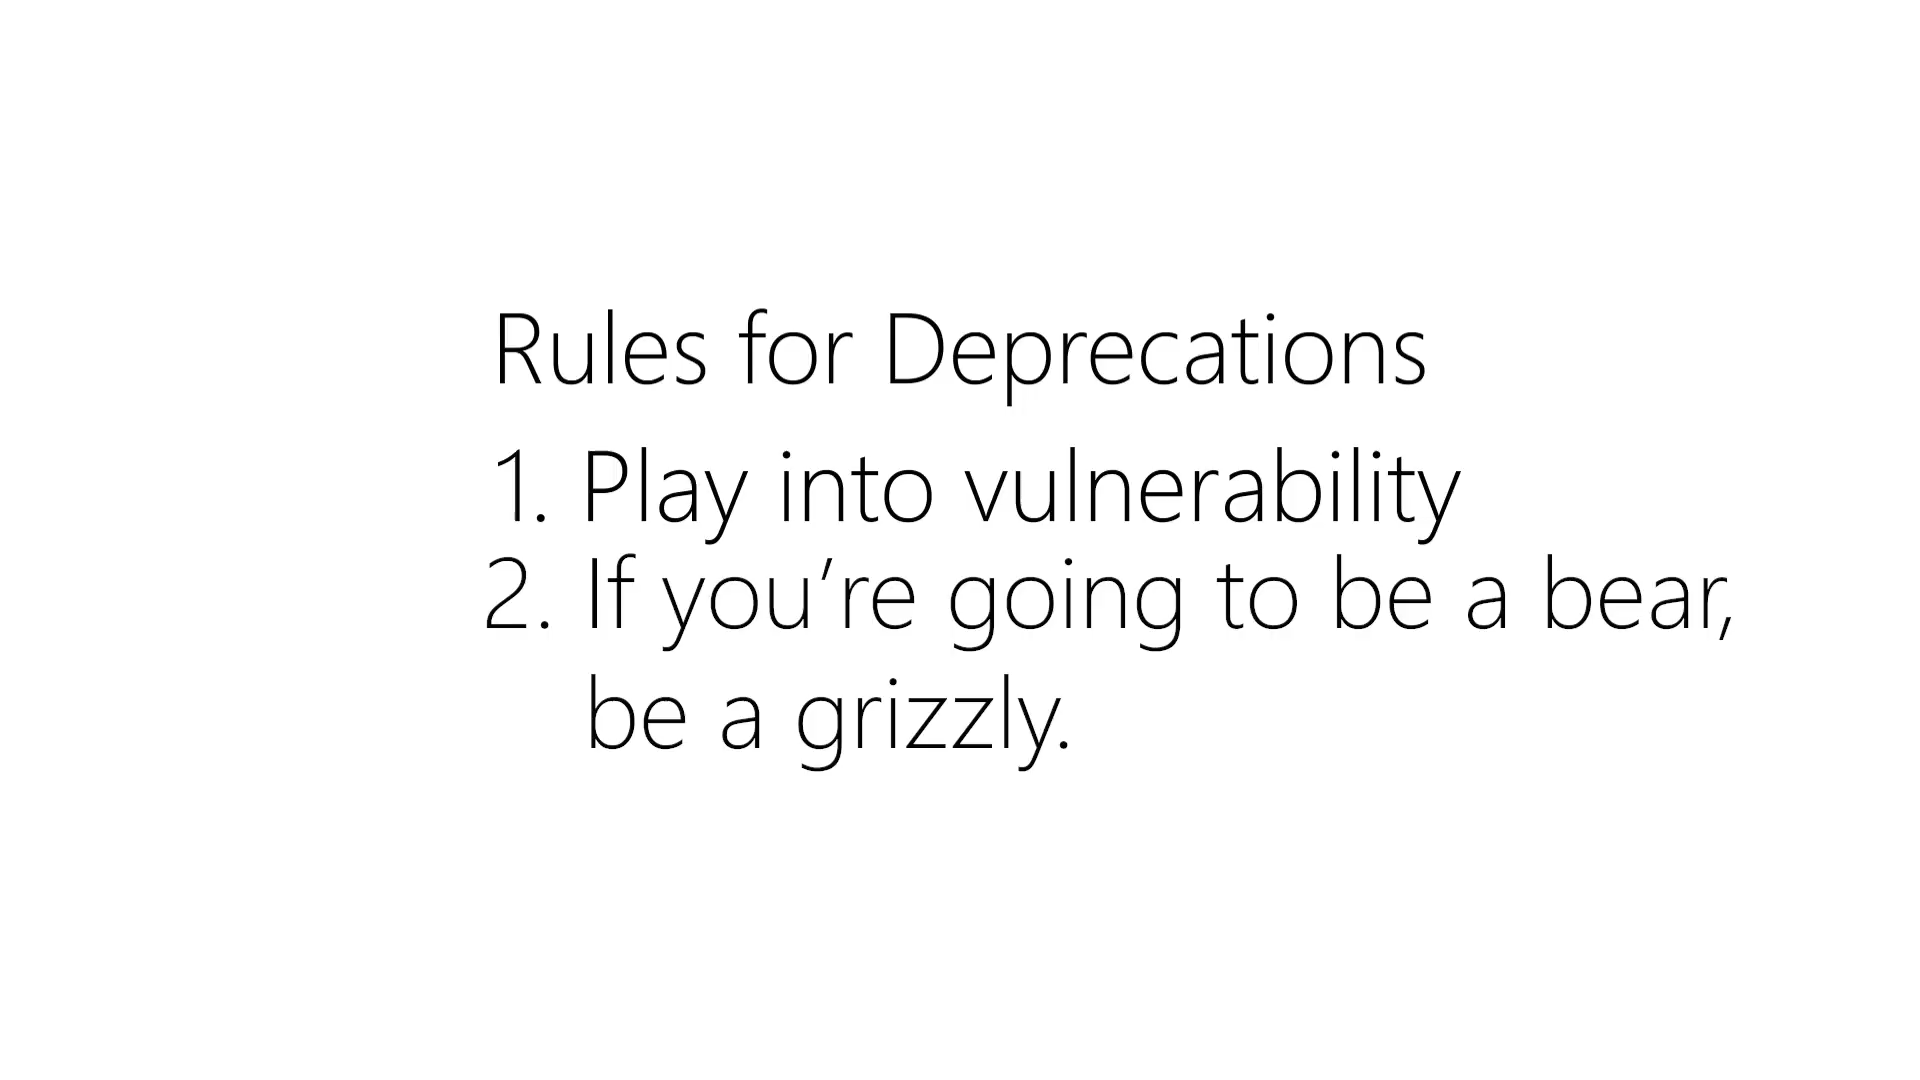 Rules for Deprecations
1. Play into vulnerability
2. If you’re going to be a bear,
be a grizzly.